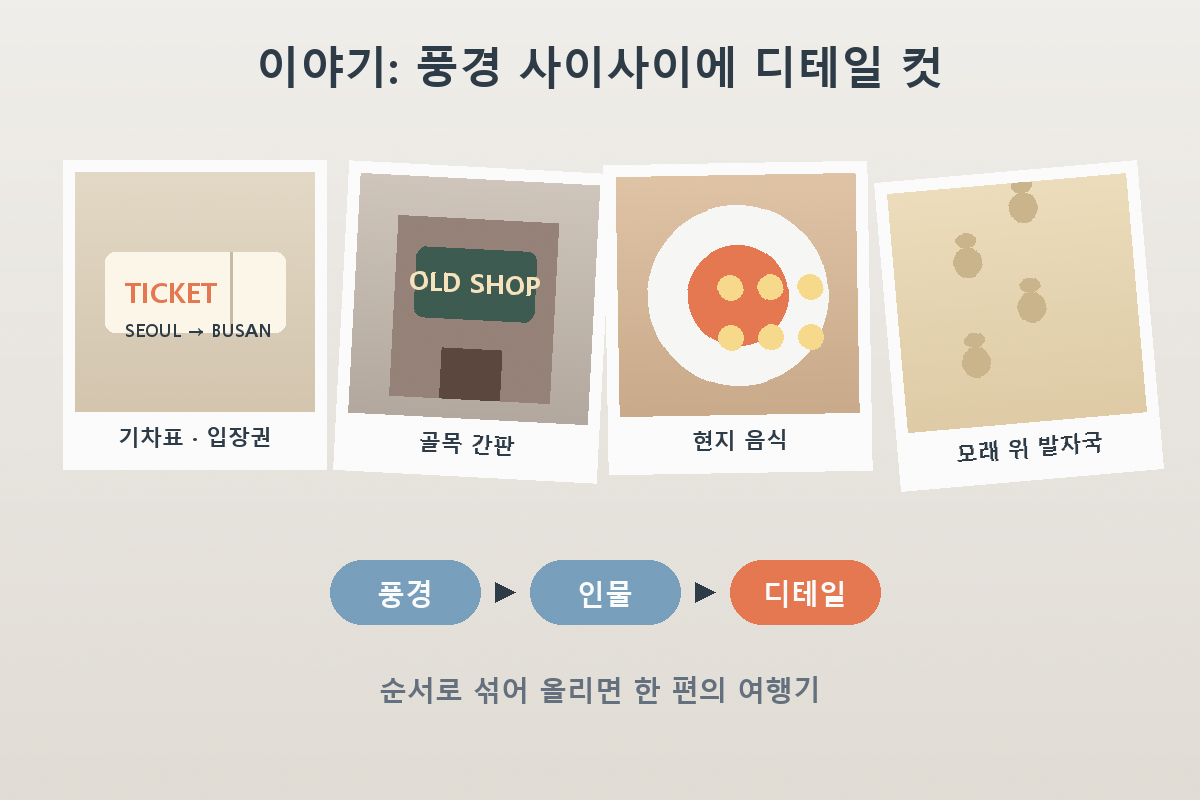 이야기: 풍경 사이사이에 디테일 컷
TICKET
SEOUL → BUSAN
기차표 · 입장권
OLD SHOP
골목 간판
현지 음식
모래 위 발자국
풍경 ▶ 인물 ▶ 디테일
순서로 섞어 올리면 한 편의 여행기